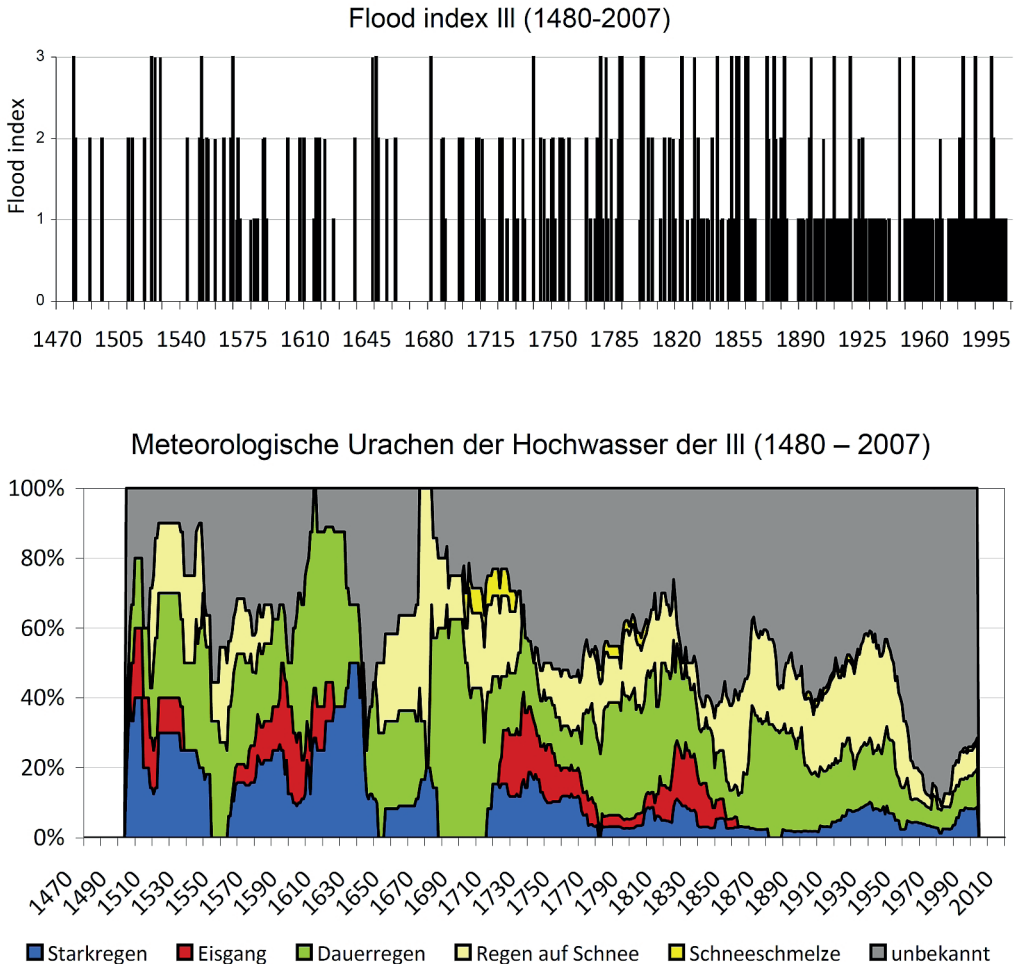 Flood index III (1480-2007)
3
2
1
0
Flood index
1470 1505 1540 1575 1610 1645 1680 1715 1750 1785 1820 1855 1890 1925 1960 1995
Meteorologische Urachen der Hochwasser der III (1480 – 2007)
100%
80%
60%
40%
20%
0%
1470 1490 1510 1530 1550 1570 1590 1610 1630 1650 1670 1690 1710 1730 1750 1770 1790 1810 1830 1850 1870 1890 1910 1930 1950 1970 1990 2010
Starkregen Eisgang Dauerregen Regen auf Schnee Schneeschmelze unbekannt